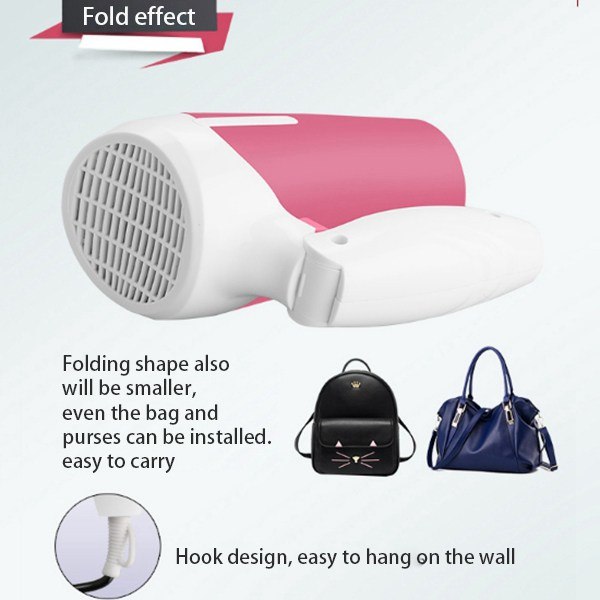 Fold effect
Folding shape also
will be smaller,
even the bag and
purses can be installed.
easy to carry
Hook design, easy to hang on the wall